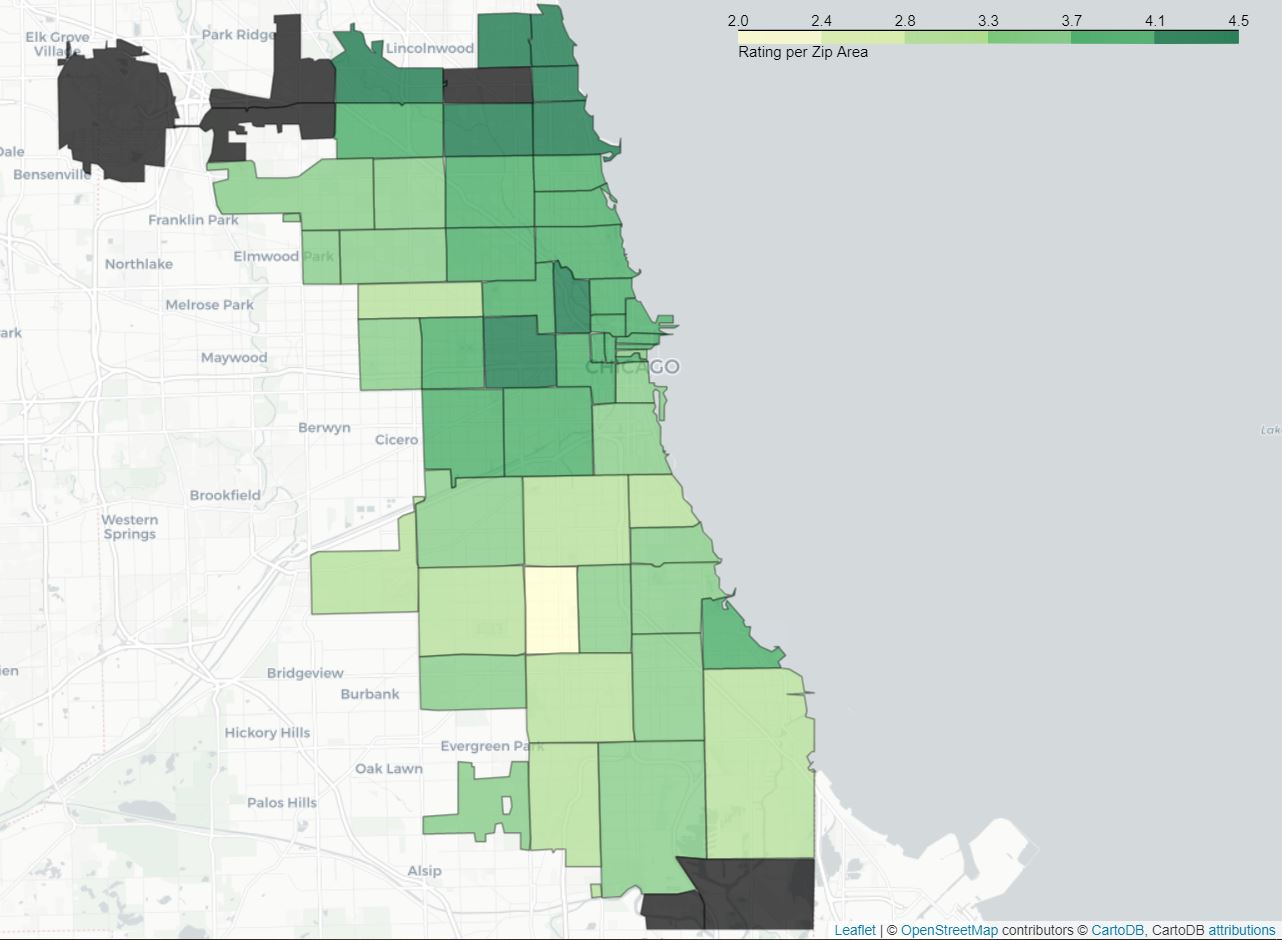 2.0 2.4 2.8 3.3 3.7 4.1 4.5
Rating per Zip Area
Elk Grove
Village
Park Ridge
Lincolnwood
Dale
Bensenville
Franklin Park
Elmwood Park
Northlake
Melrose Park
ark
Maywood
CHICAGO
Berwyn
Cicero
Lak
Brookfield
Western
Springs
ien
Bridgeview
Burbank
Hickory Hills
Evergreen Park
Oak Lawn
Palos Hills
Alsip
Leaflet | © OpenStreetMap contributors © CartoDB, CartoDB attributions